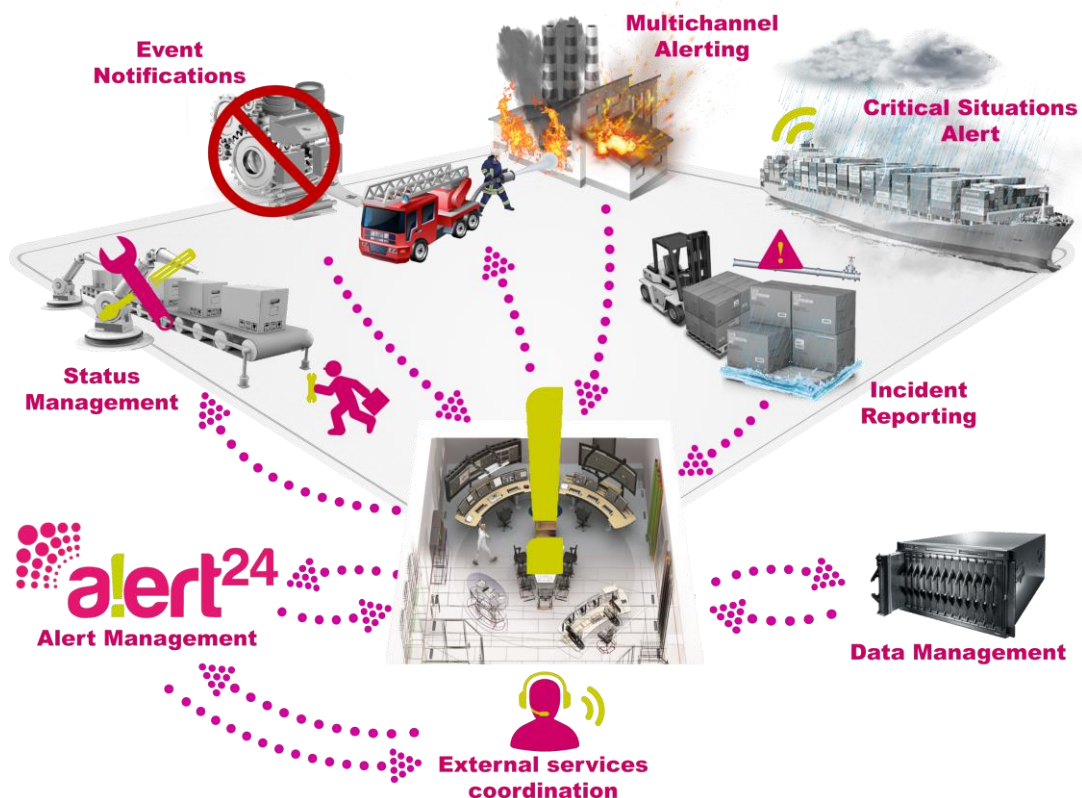 Event
Notifications
Multichannel
Alerting
Critical Situations
Alert
Status
Management
Incident
Reporting
a!ert24
Alert Management
Data Management
External services
coordination